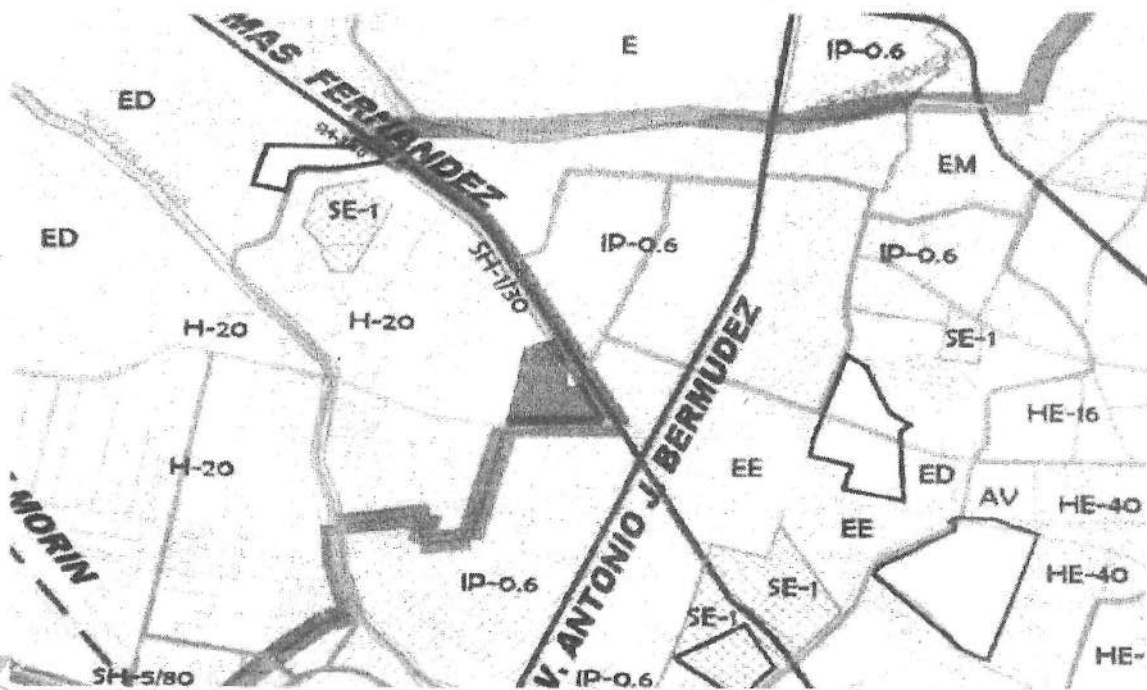 E
IP-0.6
MAS FERNANDEZ
ED
EM
SE-1
ED
IP-0.6
IP-0.6
SH-1/30
H-20
H-20
SE-1
HE-16
H-20
EE
ED
AV
HE-40
V. ANTONIO J. BERMUDEZ
EE
MORIN
IP-0.6
SE-1
HE-40
SE-1
HE-
SH-5/80
IP-0.6